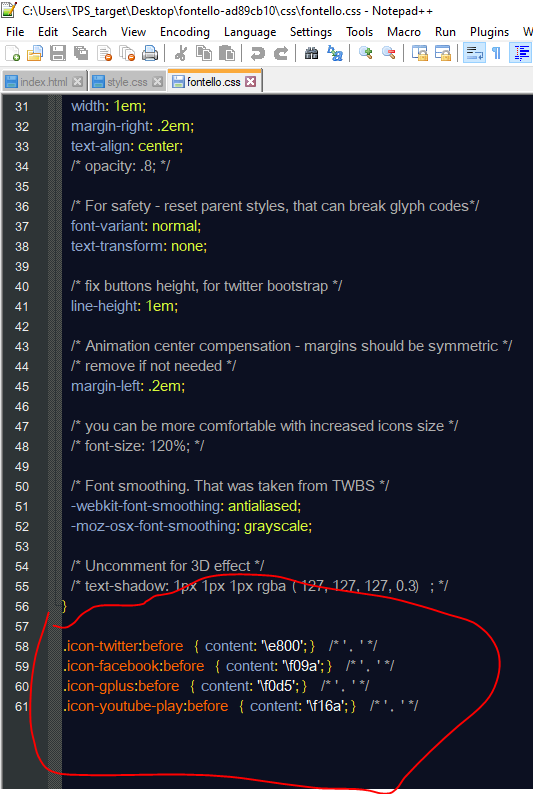 C:\Users\TPS_target\Desktop\fontello-ad89cb10\css\fontello.css - Notepad++
File Edit Search View Encoding Language Settings Macro Run Plugins W
index.html style.css fontello.css
31 width: 1em;
32 margin-right: .2em;
33 text-align: center;
34 /* opacity: .8; */
35
36 /* For safety - reset parent styles, that can break glyph codes*/
37 font-variant: normal;
38 text-transform: none;
39
40 /* fix buttons height, for twitter bootstrap */
41 line-height: 1em;
42
43 /* Animation center compensation - margins should be symmetric */
44 /* remove if not needed */
45 margin-left: .2em;
46
47 /* you can be more comfortable with increased icons size */
48 /* font-size: 120%; */
49
50 /* Font smoothing. That was taken from TWBS */
51 -webkit-font-smoothing: antialiased;
52 -moz-osx-font-smoothing: grayscale;
53
54 /* Uncomment for 3D effect */
55 /* text-shadow: 1px 1px 1px rgba ( 127, 127, 127, 0.3) ; */
56 }
57
58 .icon-twitter:before { content: '\e800'; } /* '. ' */
59 .icon-facebook:before { content: '\f09a'; } /* '. ' */
60 .icon-gplus:before { content: '\f0d5'; } /* '. ' */
61 .icon-youtube-play:before { content: '\f16a'; } /* '. ' */